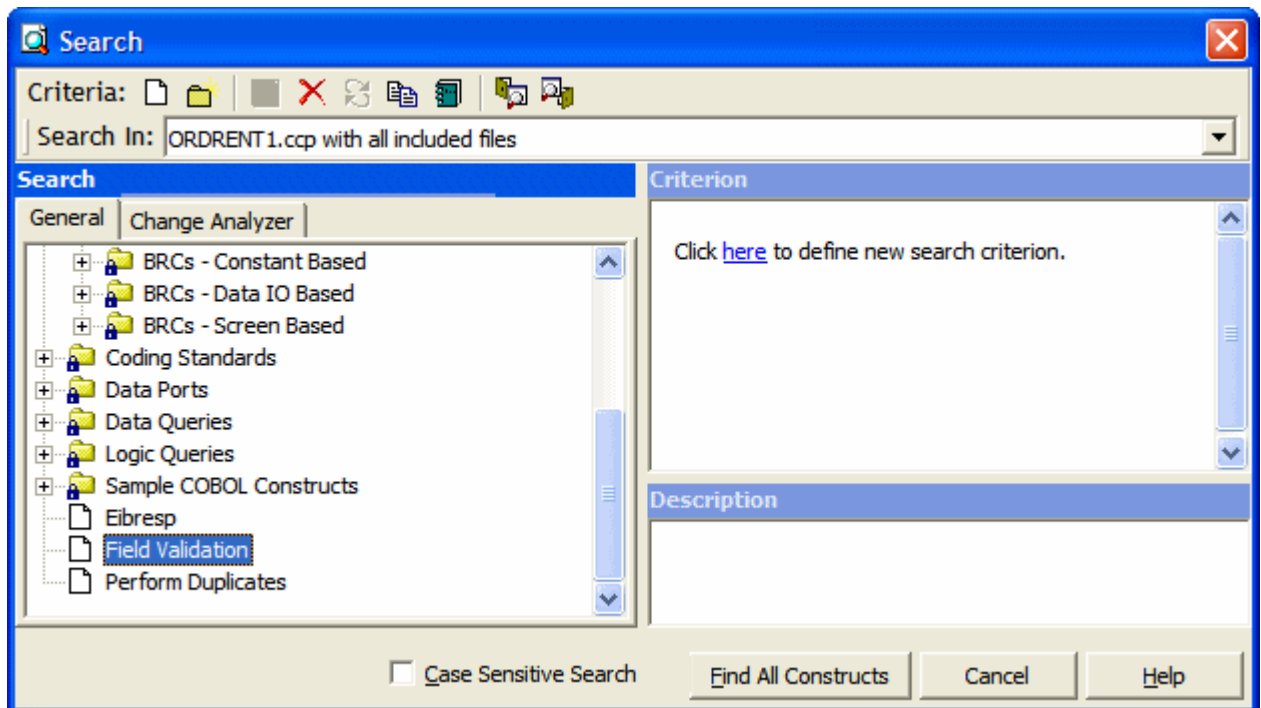 Search
Criteria:
Search In: ORDRENT1.ccp with all included files
Search
General Change Analyzer
BRCs - Constant Based
BRCs - Data IO Based
BRCs - Screen Based
Coding Standards
Data Ports
Data Queries
Logic Queries
Sample COBOL Constructs
Eibresp
Field Validation
Perform Duplicates
Criterion
Click here to define new search criterion.
Description
Case Sensitive Search Find All Constructs Cancel Help